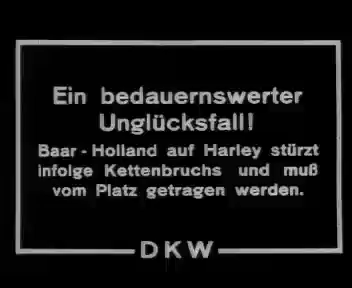 Ein bedauernswerter
Unglücksfall!
Baar - Holland auf Harley stürzt
infolge Kettenbruchs und muß
vom Platz getragen werden.
DKW